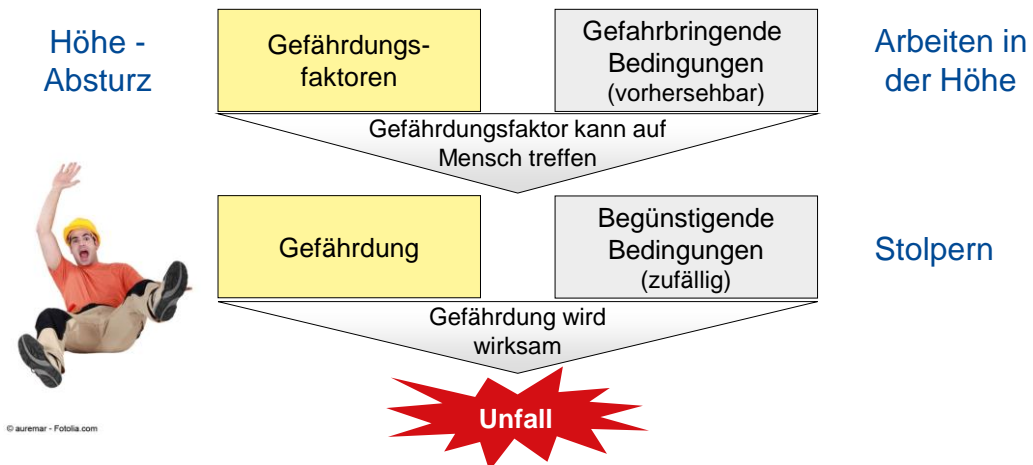 Höhe -
Absturz
Gefährdungs-
faktoren
Gefahrbringende
Bedingungen
(vorhersehbar)
Arbeiten in
der Höhe
Gefährdungsfaktor kann auf
Mensch treffen
Gefährdung
Begünstigende
Bedingungen
(zufällig)
Stolpern
Gefährdung wird
wirksam
Unfall
© auremar - Fotolia.com